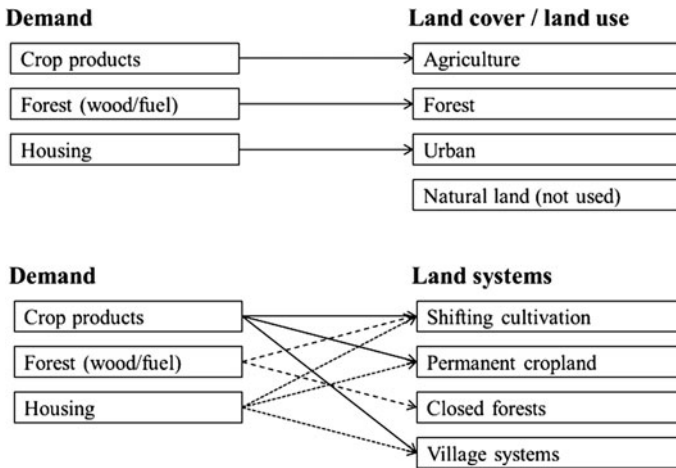 Demand Land cover / land use
Crop products Agriculture
Forest (wood/fuel) Forest
Housing Urban
Natural land (not used)
Demand Land systems
Crop products Shifting cultivation
Forest (wood/fuel) Permanent cropland
Housing Closed forests
Village systems